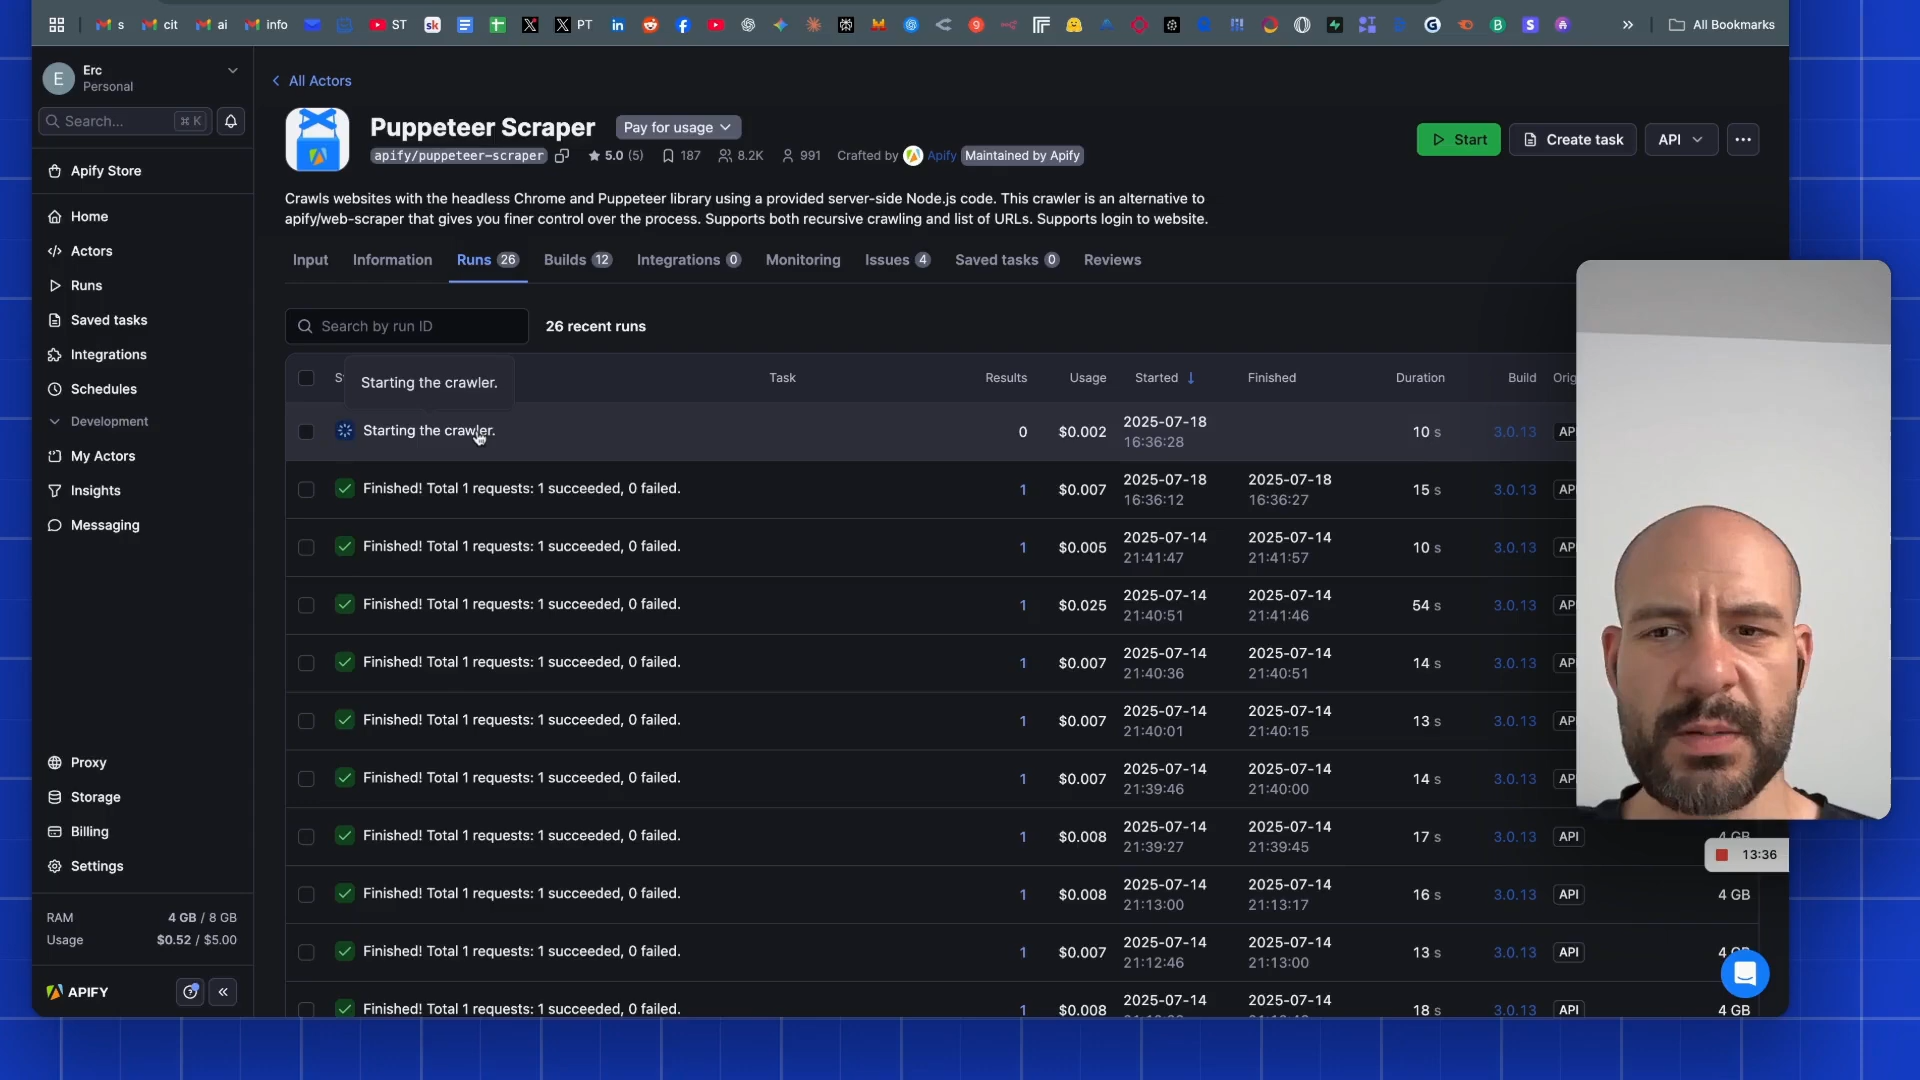 s
cit
ai
info
ST
sk
PT
All Bookmarks
E
Erc
Personal
Search...
⌘ K
Apify Store
Home
Actors
Runs
Saved tasks
Integrations
Schedules
Development
My Actors
Insights
Messaging
Proxy
Storage
Billing
Settings
RAM 4 GB / 8 GB
Usage $0.52 / $5.00
APIFY
All Actors
Puppeteer Scraper Pay for usage
apify/puppeteer-scraper 5.0 (5) 187 8.2K 991 Crafted by Apify Maintained by Apify
Start
Create task
API
Crawls websites with the headless Chrome and Puppeteer library using a provided server-side Node.js code. This crawler is an alternative to
apify/web-scraper that gives you finer control over the process. Supports both recursive crawling and list of URLs. Supports login to website.
Input Information Runs 26 Builds 12 Integrations 0 Monitoring Issues 4 Saved tasks 0 Reviews
Search by run ID
26 recent runs
Starting the crawler.
Task Results Usage Started Finished Duration Build
Starting the crawler. 0 $0.002 2025-07-18 16:36:28 10 s 3.0.13
Finished! Total 1 requests: 1 succeeded, 0 failed. 1 $0.007 2025-07-18 16:36:12 2025-07-18 16:36:27 15 s 3.0.13
Finished! Total 1 requests: 1 succeeded, 0 failed. 1 $0.005 2025-07-14 21:41:47 2025-07-14 21:41:57 10 s 3.0.13
Finished! Total 1 requests: 1 succeeded, 0 failed. 1 $0.025 2025-07-14 21:40:51 2025-07-14 21:41:46 54 s 3.0.13
Finished! Total 1 requests: 1 succeeded, 0 failed. 1 $0.007 2025-07-14 21:40:36 2025-07-14 21:40:51 14 s 3.0.13
Finished! Total 1 requests: 1 succeeded, 0 failed. 1 $0.007 2025-07-14 21:40:01 2025-07-14 21:40:15 13 s 3.0.13
Finished! Total 1 requests: 1 succeeded, 0 failed. 1 $0.007 2025-07-14 21:39:46 2025-07-14 21:40:00 14 s 3.0.13
Finished! Total 1 requests: 1 succeeded, 0 failed. 1 $0.008 2025-07-14 21:39:27 2025-07-14 21:39:45 17 s 3.0.13 API 4 GB
13:36
Finished! Total 1 requests: 1 succeeded, 0 failed. 1 $0.008 2025-07-14 21:13:00 2025-07-14 21:13:17 16 s 3.0.13 API 4 GB
Finished! Total 1 requests: 1 succeeded, 0 failed. 1 $0.007 2025-07-14 21:12:46 2025-07-14 21:13:00 13 s 3.0.13 API 4 GB
Finished! Total 1 requests: 1 succeeded, 0 failed. 1 $0.008 2025-07-14 2025-07-14 18 s 3.0.13 API 4 GB